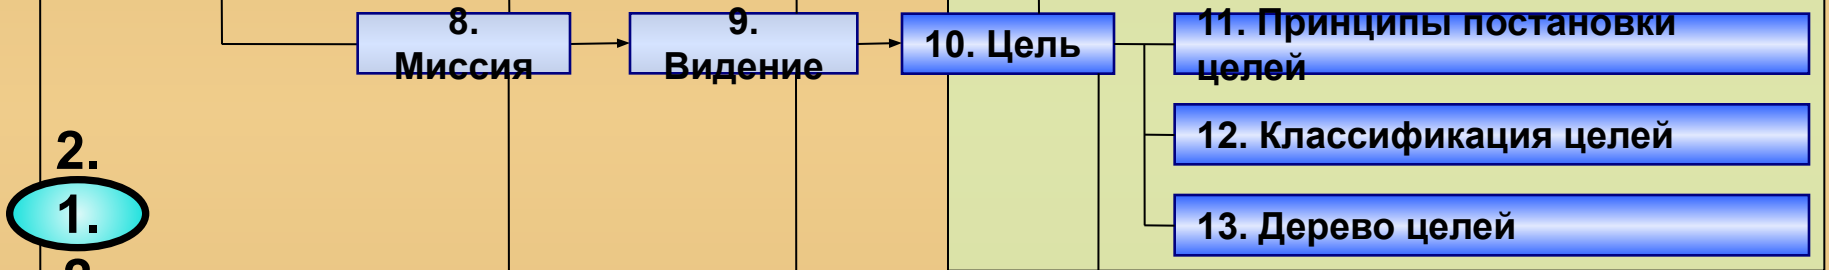 8.
Миссия
9.
Видение
10. Цель
11. Принципы постановки
целей
12. Классификация целей
13. Дерево целей
2.
1.